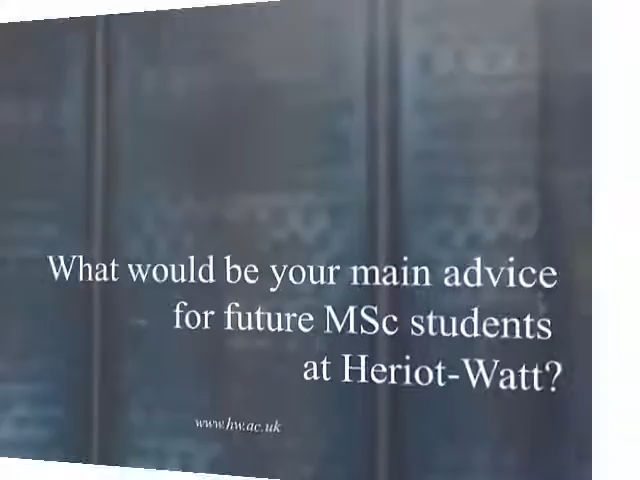 What would be your main advice
for future MSc students
at Heriot-Watt?
www.hw.ac.uk